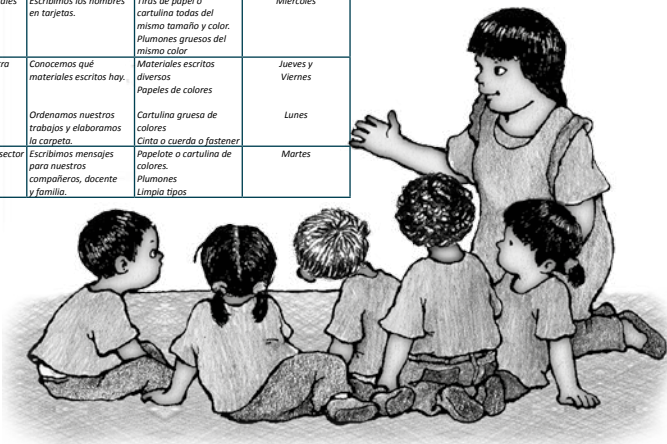 ales
Escribimos los nombres
en tarjetas.
Tiras de papel o
cartulina todas del
mismo tamaño y color.
Plumones gruesos del
mismo color
Miércoles
ra
Conocemos qué
materiales escritos hay.
Materiales escritos
diversos
Papeles de colores
Jueves y
Viernes
Ordenamos nuestros
trabajos y elaboramos
la carpeta.
Cartulina gruesa de
colores
Cinta o cuerda o fastener
Lunes
sector
Escribimos mensajes
para nuestros
compañeros, docente
y familia.
Papelote o cartulina de
colores.
Plumones
Limpia tipos
Martes